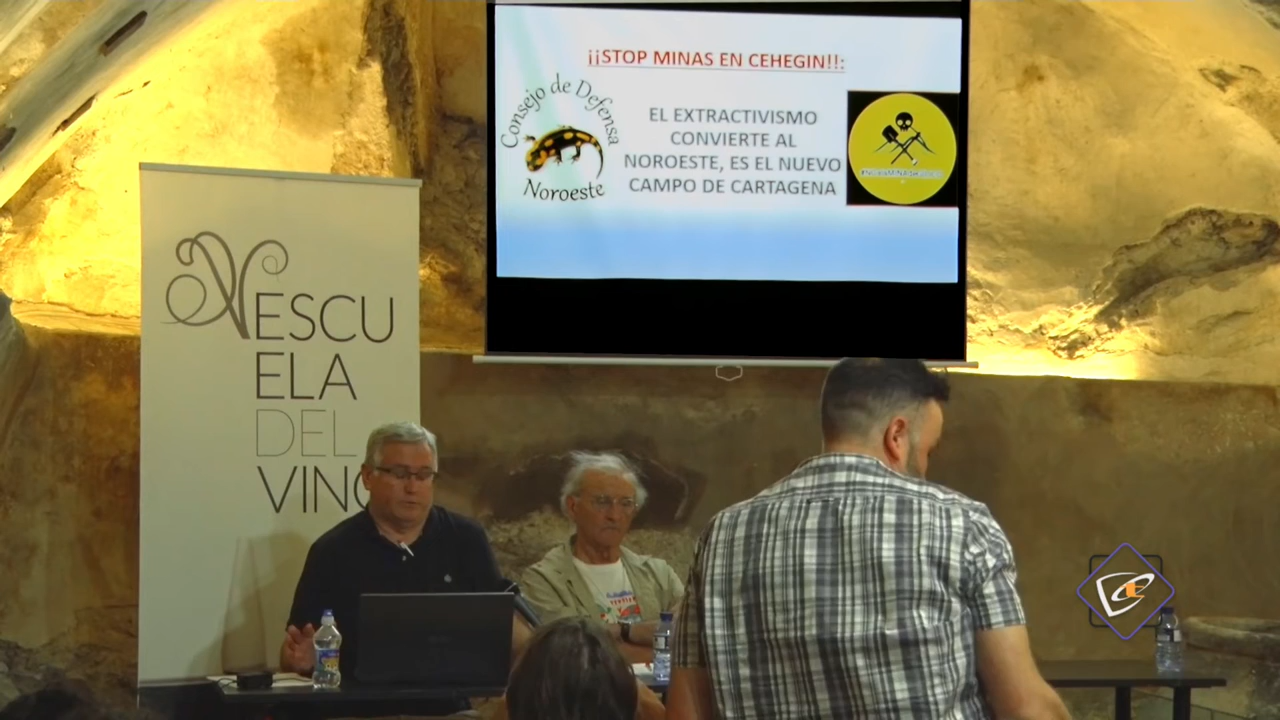 ¡¡STOP MINAS EN CEHEGIN!!:
Consejo de Defensa
Noroeste
EL EXTRACTIVISMO
CONVIERTE AL
NOROESTE, ES EL NUEVO
CAMPO DE CARTAGENA
VESCU
ELA
DEL
VINO